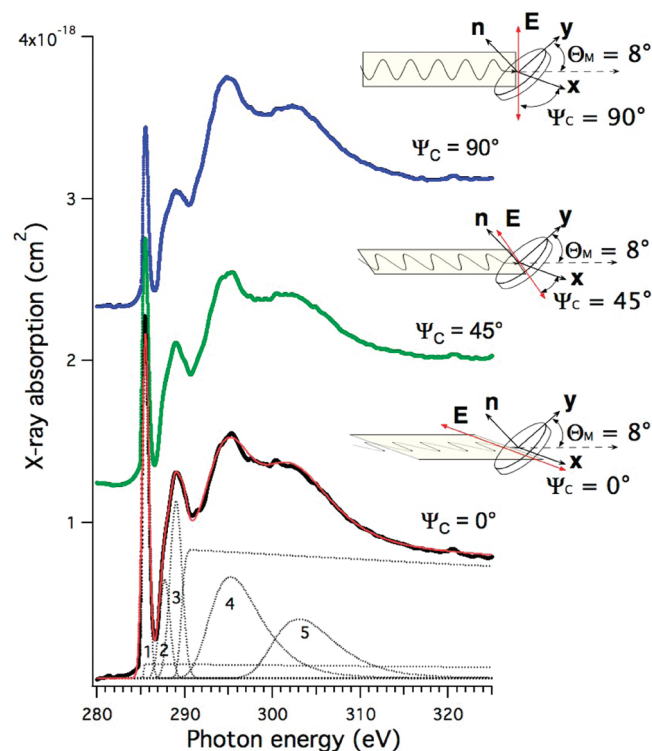 4x10⁻¹⁸
n
E
y
Θ_M = 8°
x
Ψ_C = 90°
Ψ_C = 90°
3
n
E
y
Θ_M = 8°
x
Ψ_C = 45°
Ψ_C = 45°
2
X-ray absorption (cm²)
E
n
y
Θ_M = 8°
x
Ψ_C = 0°
Ψ_C = 0°
1
1
2
3
4
5
280
290
300
310
320
Photon energy (eV)